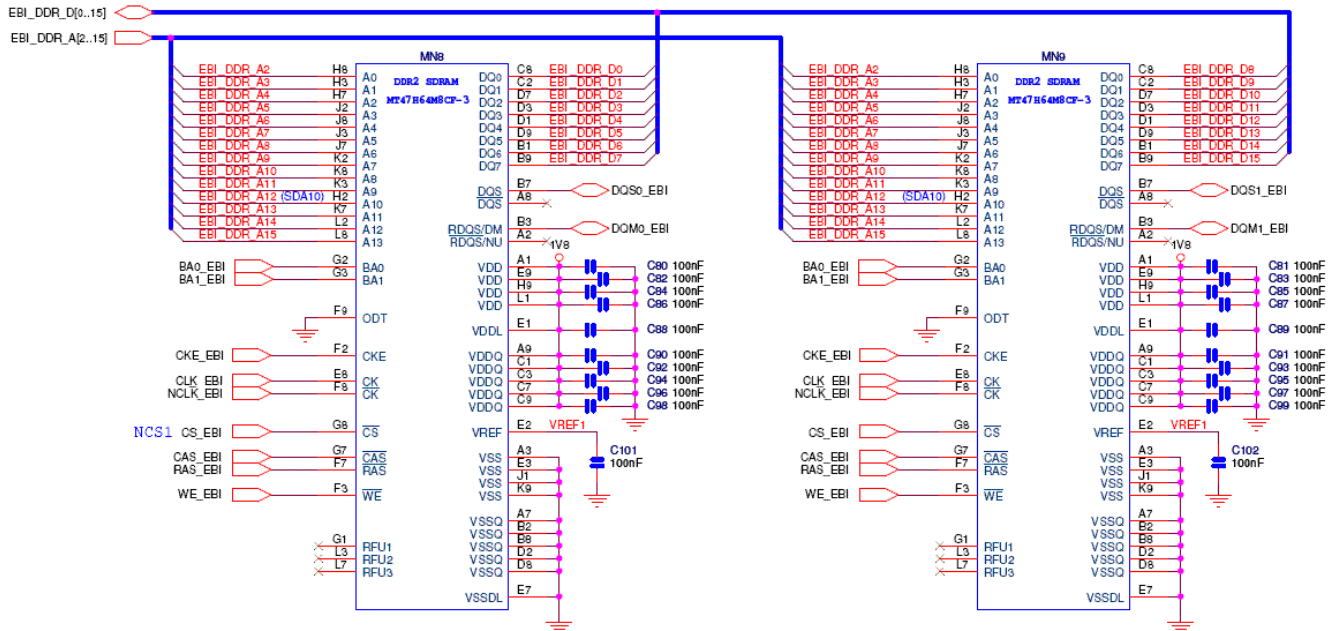 EBI_DDR_D[0..15]
EBI_DDR_A[2..15]
MN8
DDR2 SDRAM
MT47H64M8CF-3
EBI_DDR_A2 H8 A0
EBI_DDR_A3 H3 A1
EBI_DDR_A4 H7 A2
EBI_DDR_A5 J2 A3
EBI_DDR_A6 J8 A4
EBI_DDR_A7 J3 A5
EBI_DDR_A8 J7 A6
EBI_DDR_A9 K2 A7
EBI_DDR_A10 K8 A8
EBI_DDR_A11 K3 A9
EBI_DDR_A12 (SDA10) H2 A10
EBI_DDR_A13 K7 A11
EBI_DDR_A14 L2 A12
EBI_DDR_A15 L8 A13
BA0_EBI G2 BA0
BA1_EBI G3 BA1
F9 ODT
CKE_EBI F2 CKE
CLK_EBI E8 CK
NCLK_EBI F8 CK
NCS1 CS_EBI G8 CS
CAS_EBI G7 CAS
RAS_EBI F7 RAS
WE_EBI F3 WE
G1 RFU1
L3 RFU2
L7 RFU3
DQ0 C8 EBI_DDR_D0
DQ1 C2 EBI_DDR_D1
DQ2 D7 EBI_DDR_D2
DQ3 D3 EBI_DDR_D3
DQ4 D1 EBI_DDR_D4
DQ5 D9 EBI_DDR_D5
DQ6 B1 EBI_DDR_D6
DQ7 B9 EBI_DDR_D7
DQS B7 DQS0_EBI
DQS A8
RDQS/DM B3 DQM0_EBI
RDQS/NU A2
1V8
VDD A1 C80 100nF
VDD E9 C82 100nF
VDD H9 C84 100nF
VDD L1 C86 100nF
VDDL E1 C88 100nF
VDDQ A9 C90 100nF
VDDQ C1 C92 100nF
VDDQ C3 C94 100nF
VDDQ C7 C96 100nF
VDDQ C9 C98 100nF
VREF E2 VREF1
C101
100nF
VSS A3
VSS E3
VSS J1
VSS K9
VSSQ A7
VSSQ B2
VSSQ B8
VSSQ D2
VSSQ D8
VSSDL E7
MN9
DDR2 SDRAM
MT47H64M8CF-3
EBI_DDR_A2 H8 A0
EBI_DDR_A3 H3 A1
EBI_DDR_A4 H7 A2
EBI_DDR_A5 J2 A3
EBI_DDR_A6 J8 A4
EBI_DDR_A7 J3 A5
EBI_DDR_A8 J7 A6
EBI_DDR_A9 K2 A7
EBI_DDR_A10 K8 A8
EBI_DDR_A11 K3 A9
EBI_DDR_A12 (SDA10) H2 A10
EBI_DDR_A13 K7 A11
EBI_DDR_A14 L2 A12
EBI_DDR_A15 L8 A13
BA0_EBI G2 BA0
BA1_EBI G3 BA1
F9 ODT
CKE_EBI F2 CKE
CLK_EBI E8 CK
NCLK_EBI F8 CK
CS_EBI G8 CS
CAS_EBI G7 CAS
RAS_EBI F7 RAS
WE_EBI F3 WE
G1 RFU1
L3 RFU2
L7 RFU3
DQ0 C8 EBI_DDR_D8
DQ1 C2 EBI_DDR_D9
DQ2 D7 EBI_DDR_D10
DQ3 D3 EBI_DDR_D11
DQ4 D1 EBI_DDR_D12
DQ5 D9 EBI_DDR_D13
DQ6 B1 EBI_DDR_D14
DQ7 B9 EBI_DDR_D15
DQS B7 DQS1_EBI
DQS A8
RDQS/DM B3 DQM1_EBI
RDQS/NU A2
1V8
VDD A1 C81 100nF
VDD E9 C83 100nF
VDD H9 C85 100nF
VDD L1 C87 100nF
VDDL E1 C89 100nF
VDDQ A9 C91 100nF
VDDQ C1 C93 100nF
VDDQ C3 C95 100nF
VDDQ C7 C97 100nF
VDDQ C9 C99 100nF
VREF E2 VREF1
C102
100nF
VSS A3
VSS E3
VSS J1
VSS K9
VSSQ A7
VSSQ B2
VSSQ B8
VSSQ D2
VSSQ D8
VSSDL E7